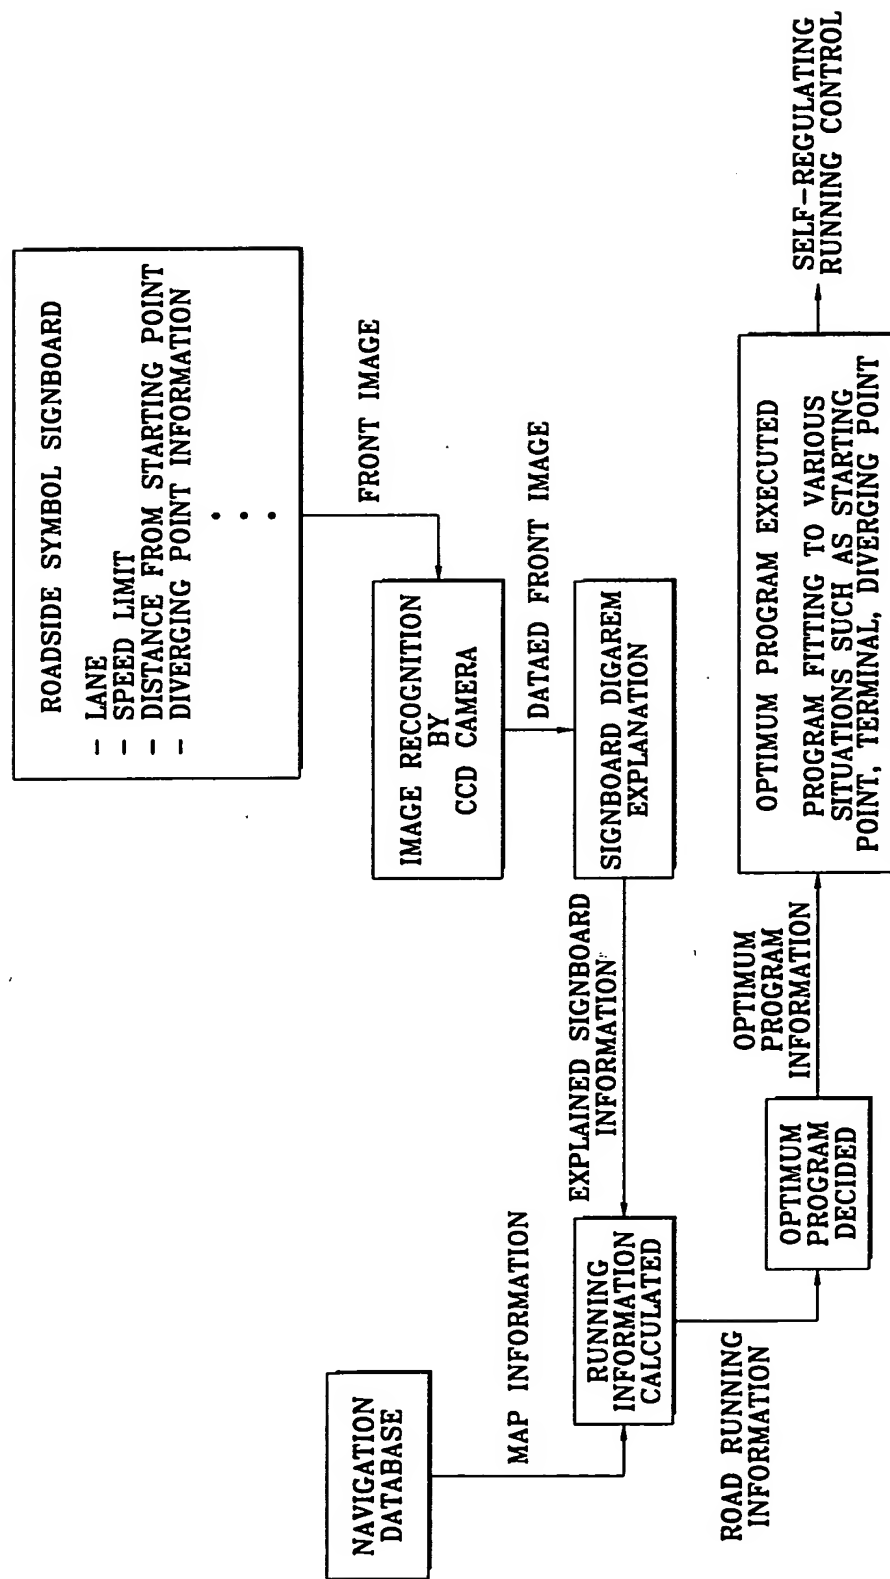 ROADSIDE SYMBOL SIGNBOARD
- LANE
- SPEED LIMIT
- DISTANCE FROM STARTING POINT
- DIVERGING POINT INFORMATION
FRONT IMAGE
IMAGE RECOGNITION
BY
CCD CAMERA
DATAED FRONT IMAGE
SIGNBOARD DIGAREM
EXPLANATION
EXPLAINED SIGNBOARD
INFORMATION
NAVIGATION
DATABASE
MAP INFORMATION
RUNNING
INFORMATION
CALCULATED
ROAD RUNNING
INFORMATION
OPTIMUM
PROGRAM
DECIDED
OPTIMUM
PROGRAM
INFORMATION
OPTIMUM PROGRAM EXECUTED
PROGRAM FITTING TO VARIOUS
SITUATIONS SUCH AS STARTING
POINT, TERMINAL, DIVERGING POINT
SELF-REGULATING
RUNNING CONTROL